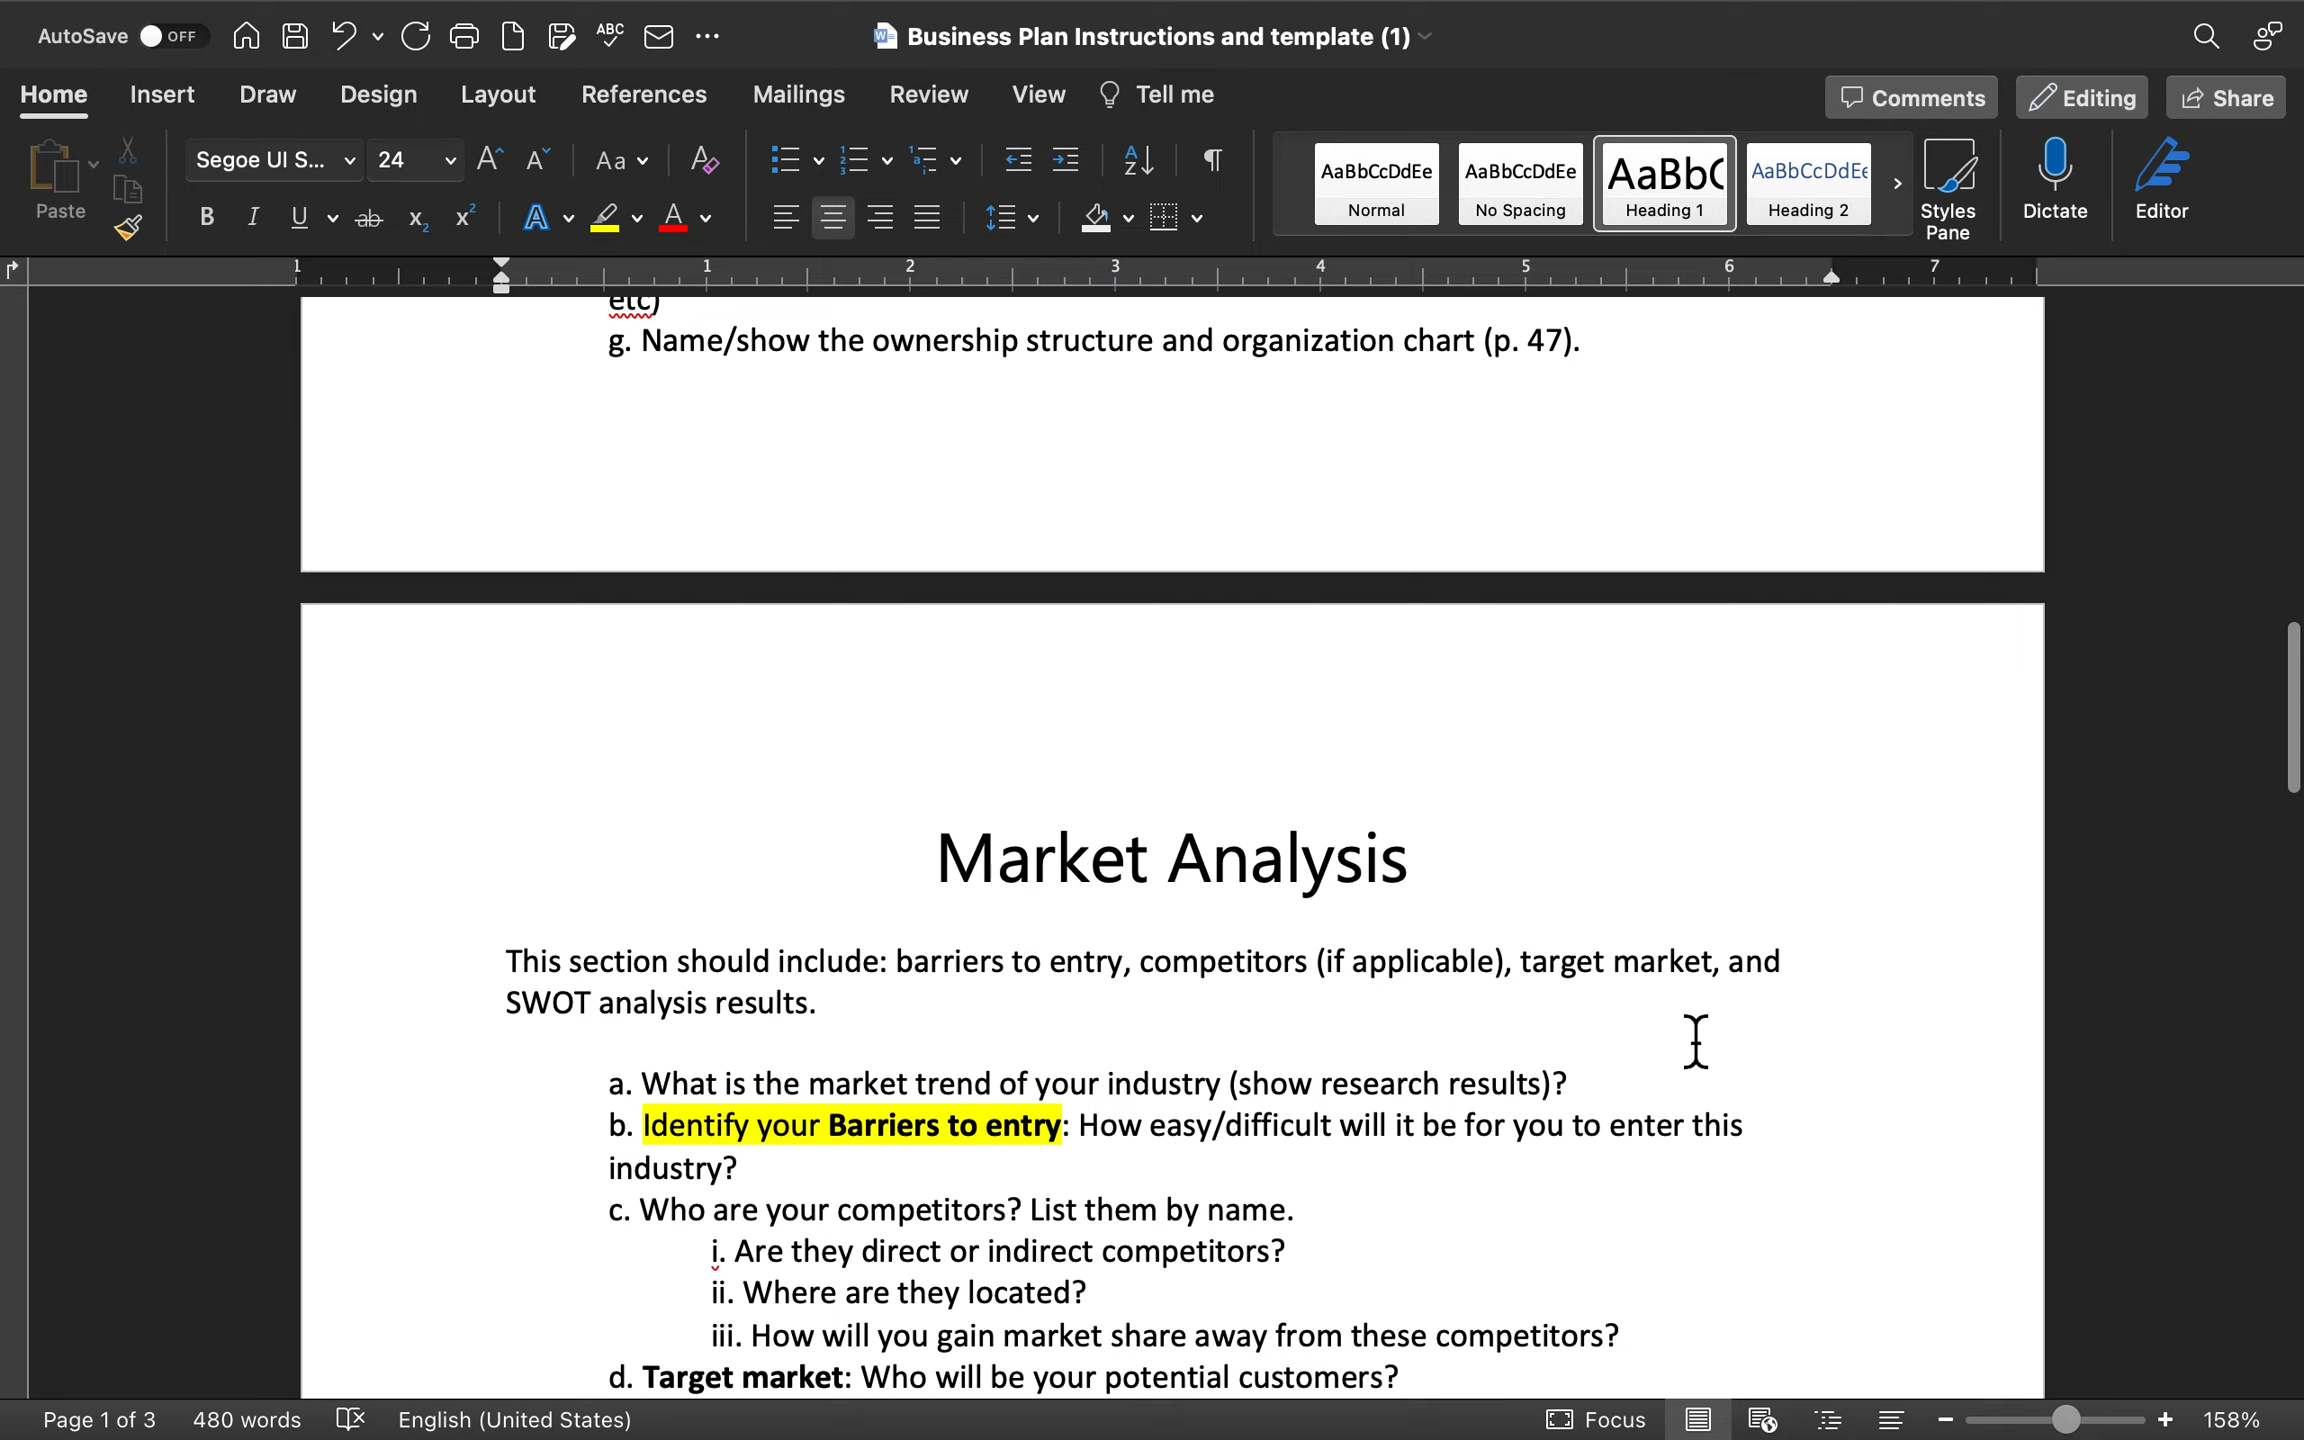 AutoSave OFF ABC ••• Business Plan Instructions and template (1)
Home Insert Draw Design Layout References Mailings Review View Tell me Comments Editing Share
Paste Segoe UI S... 24 A A Aa A AaBbCcDdEe Normal AaBbCcDdEe No Spacing AaBbC Heading 1 AaBbCcDdEe Heading 2 Styles Pane Dictate Editor
B I U ab x₂ x² A A
1 1 2 3 4 5 6 7
etc)
g. Name/show the ownership structure and organization chart (p. 47).
Market Analysis
This section should include: barriers to entry, competitors (if applicable), target market, and
SWOT analysis results.
a. What is the market trend of your industry (show research results)?
b. Identify your Barriers to entry: How easy/difficult will it be for you to enter this
industry?
c. Who are your competitors? List them by name.
i. Are they direct or indirect competitors?
ii. Where are they located?
iii. How will you gain market share away from these competitors?
d. Target market: Who will be your potential customers?
Page 1 of 3 480 words English (United States) Focus 158%